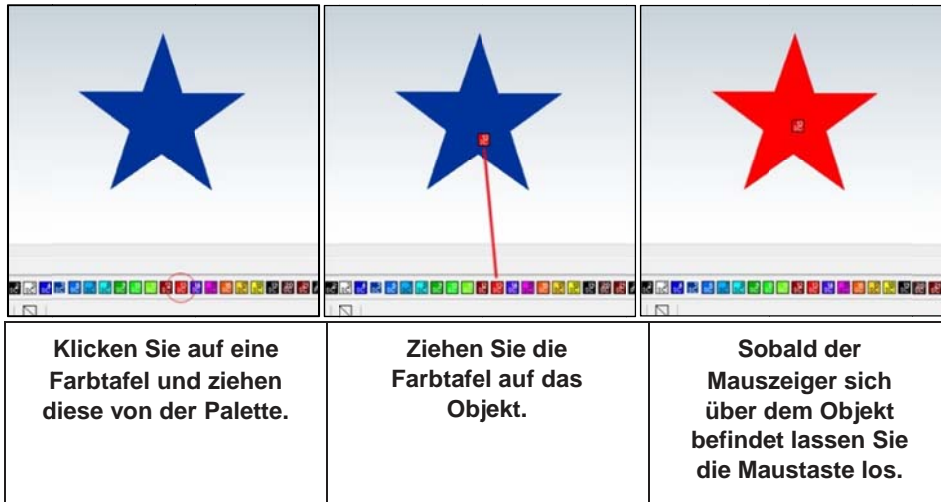 Klicken Sie auf eine
Farbtafel und ziehen
diese von der Palette.
Ziehen Sie die
Farbtafel auf das
Objekt.
Sobald der
Mauszeiger sich
über dem Objekt
befindet lassen Sie
die Maustaste los.